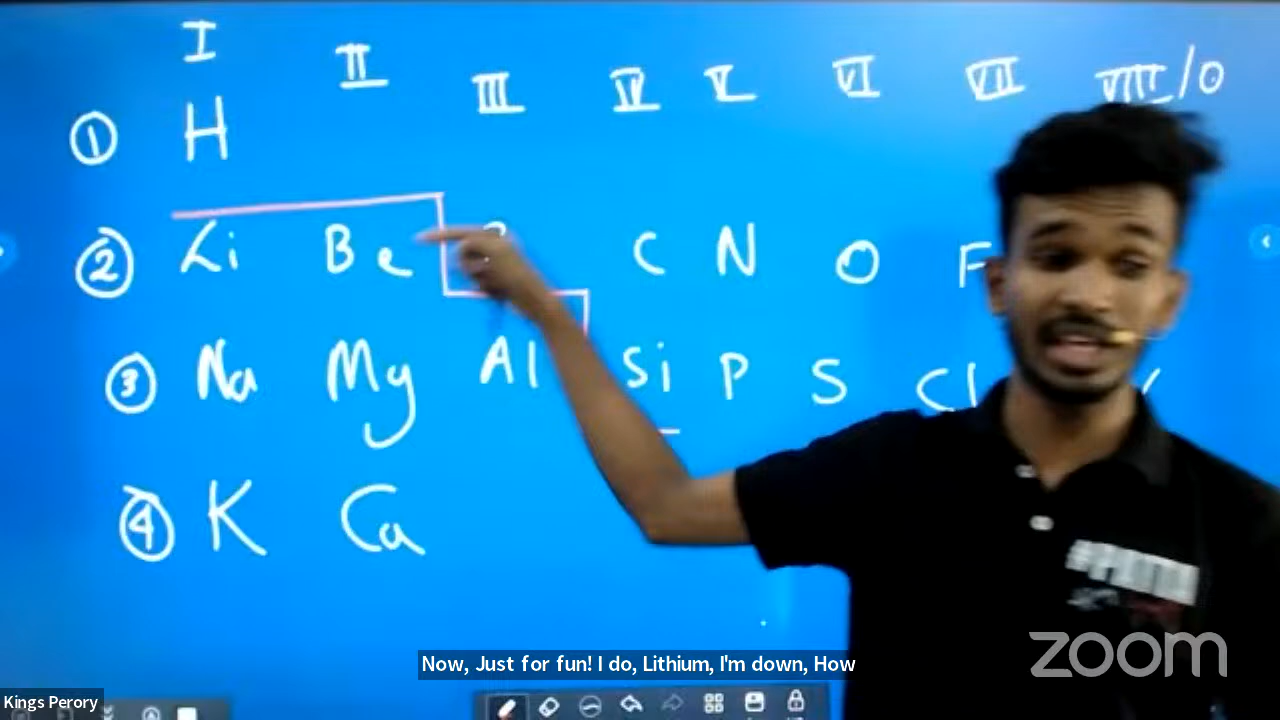 I II III IV V VI VII VIII/0
① H
② Li Be C N O F
③ Na Mg Al Si P S Cl
④ K Ca
Now, Just for fun! I do, Lithium, I'm down, How
zoom
Kings Perory